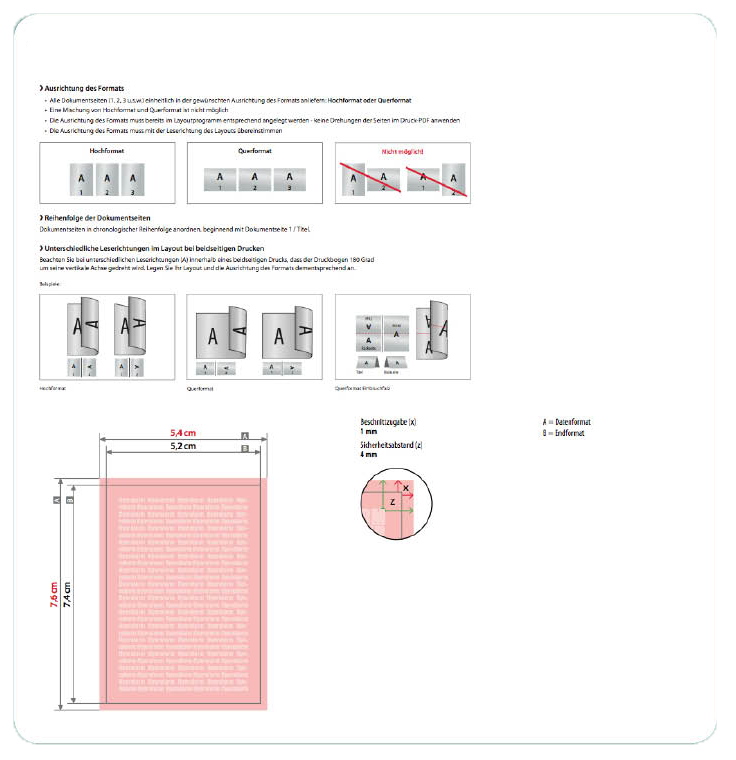 ❯ Ausrichtung des Formats
• Alle Dokumentseiten (1, 2, 3 u.s.w.) einheitlich in der gewünschten Ausrichtung des Formats anliefern: Hochformat oder Querformat
• Eine Mischung von Hochformat und Querformat ist nicht möglich
• Die Ausrichtung des Formats muss bereits im Layoutprogramm entsprechend angelegt werden - keine Drehungen der Seiten im Druck-PDF anwenden
• Die Ausrichtung des Formats muss mit der Leserichtung des Layouts übereinstimmen
Hochformat Querformat Nicht möglich!
A A A A A A A A A A
1 2 3 1 2 3 1 2 1 2
❯ Reihenfolge der Dokumentseiten
Dokumentseiten in chronologischer Reihenfolge anordnen, beginnend mit Dokumentseite 1 / Titel.
❯ Unterschiedliche Leserichtungen im Layout bei beidseitigen Drucken
Beachten Sie bei unterschiedlichen Leserichtungen (A) innerhalb eines beidseitigen Drucks, dass der Druckbogen 180 Grad
um seine vertikale Achse gedreht wird. Legen Sie Ihr Layout und die Ausrichtung des Formats dementsprechend an.
Beispiele:
A A A A A A A A A A A
A A A A A A A A A A A A
Hochformat Querformat Querformat Einbruchfalz
5,4 cm
A
5,2 cm
B
A B
7,6 cm
7,4 cm
Beschnittzugabe (x)
1 mm
Sicherheitsabstand (z)
4 mm
X
Z
A = Datenformat
B = Endformat